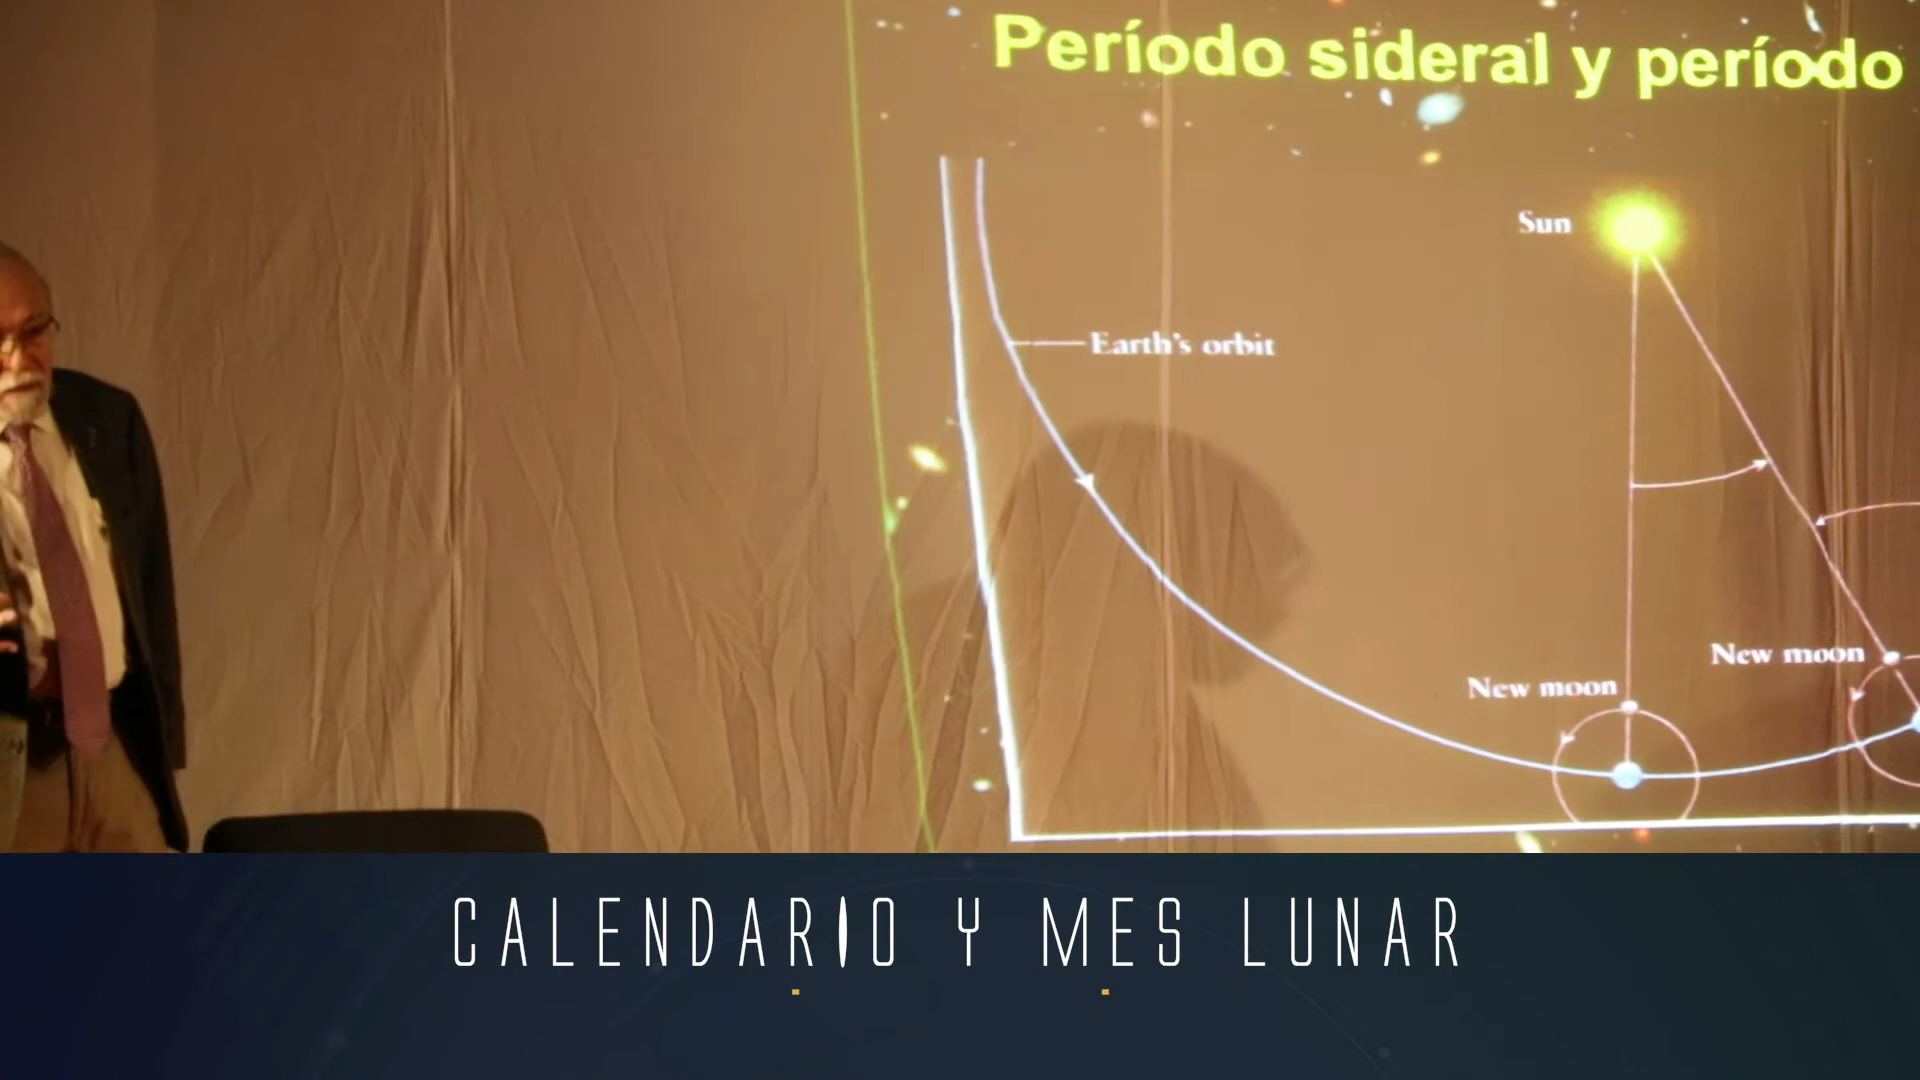 Período sideral y período
Sun
Earth's orbit
New moon
New moon
CALENDARIO Y MES LUNAR